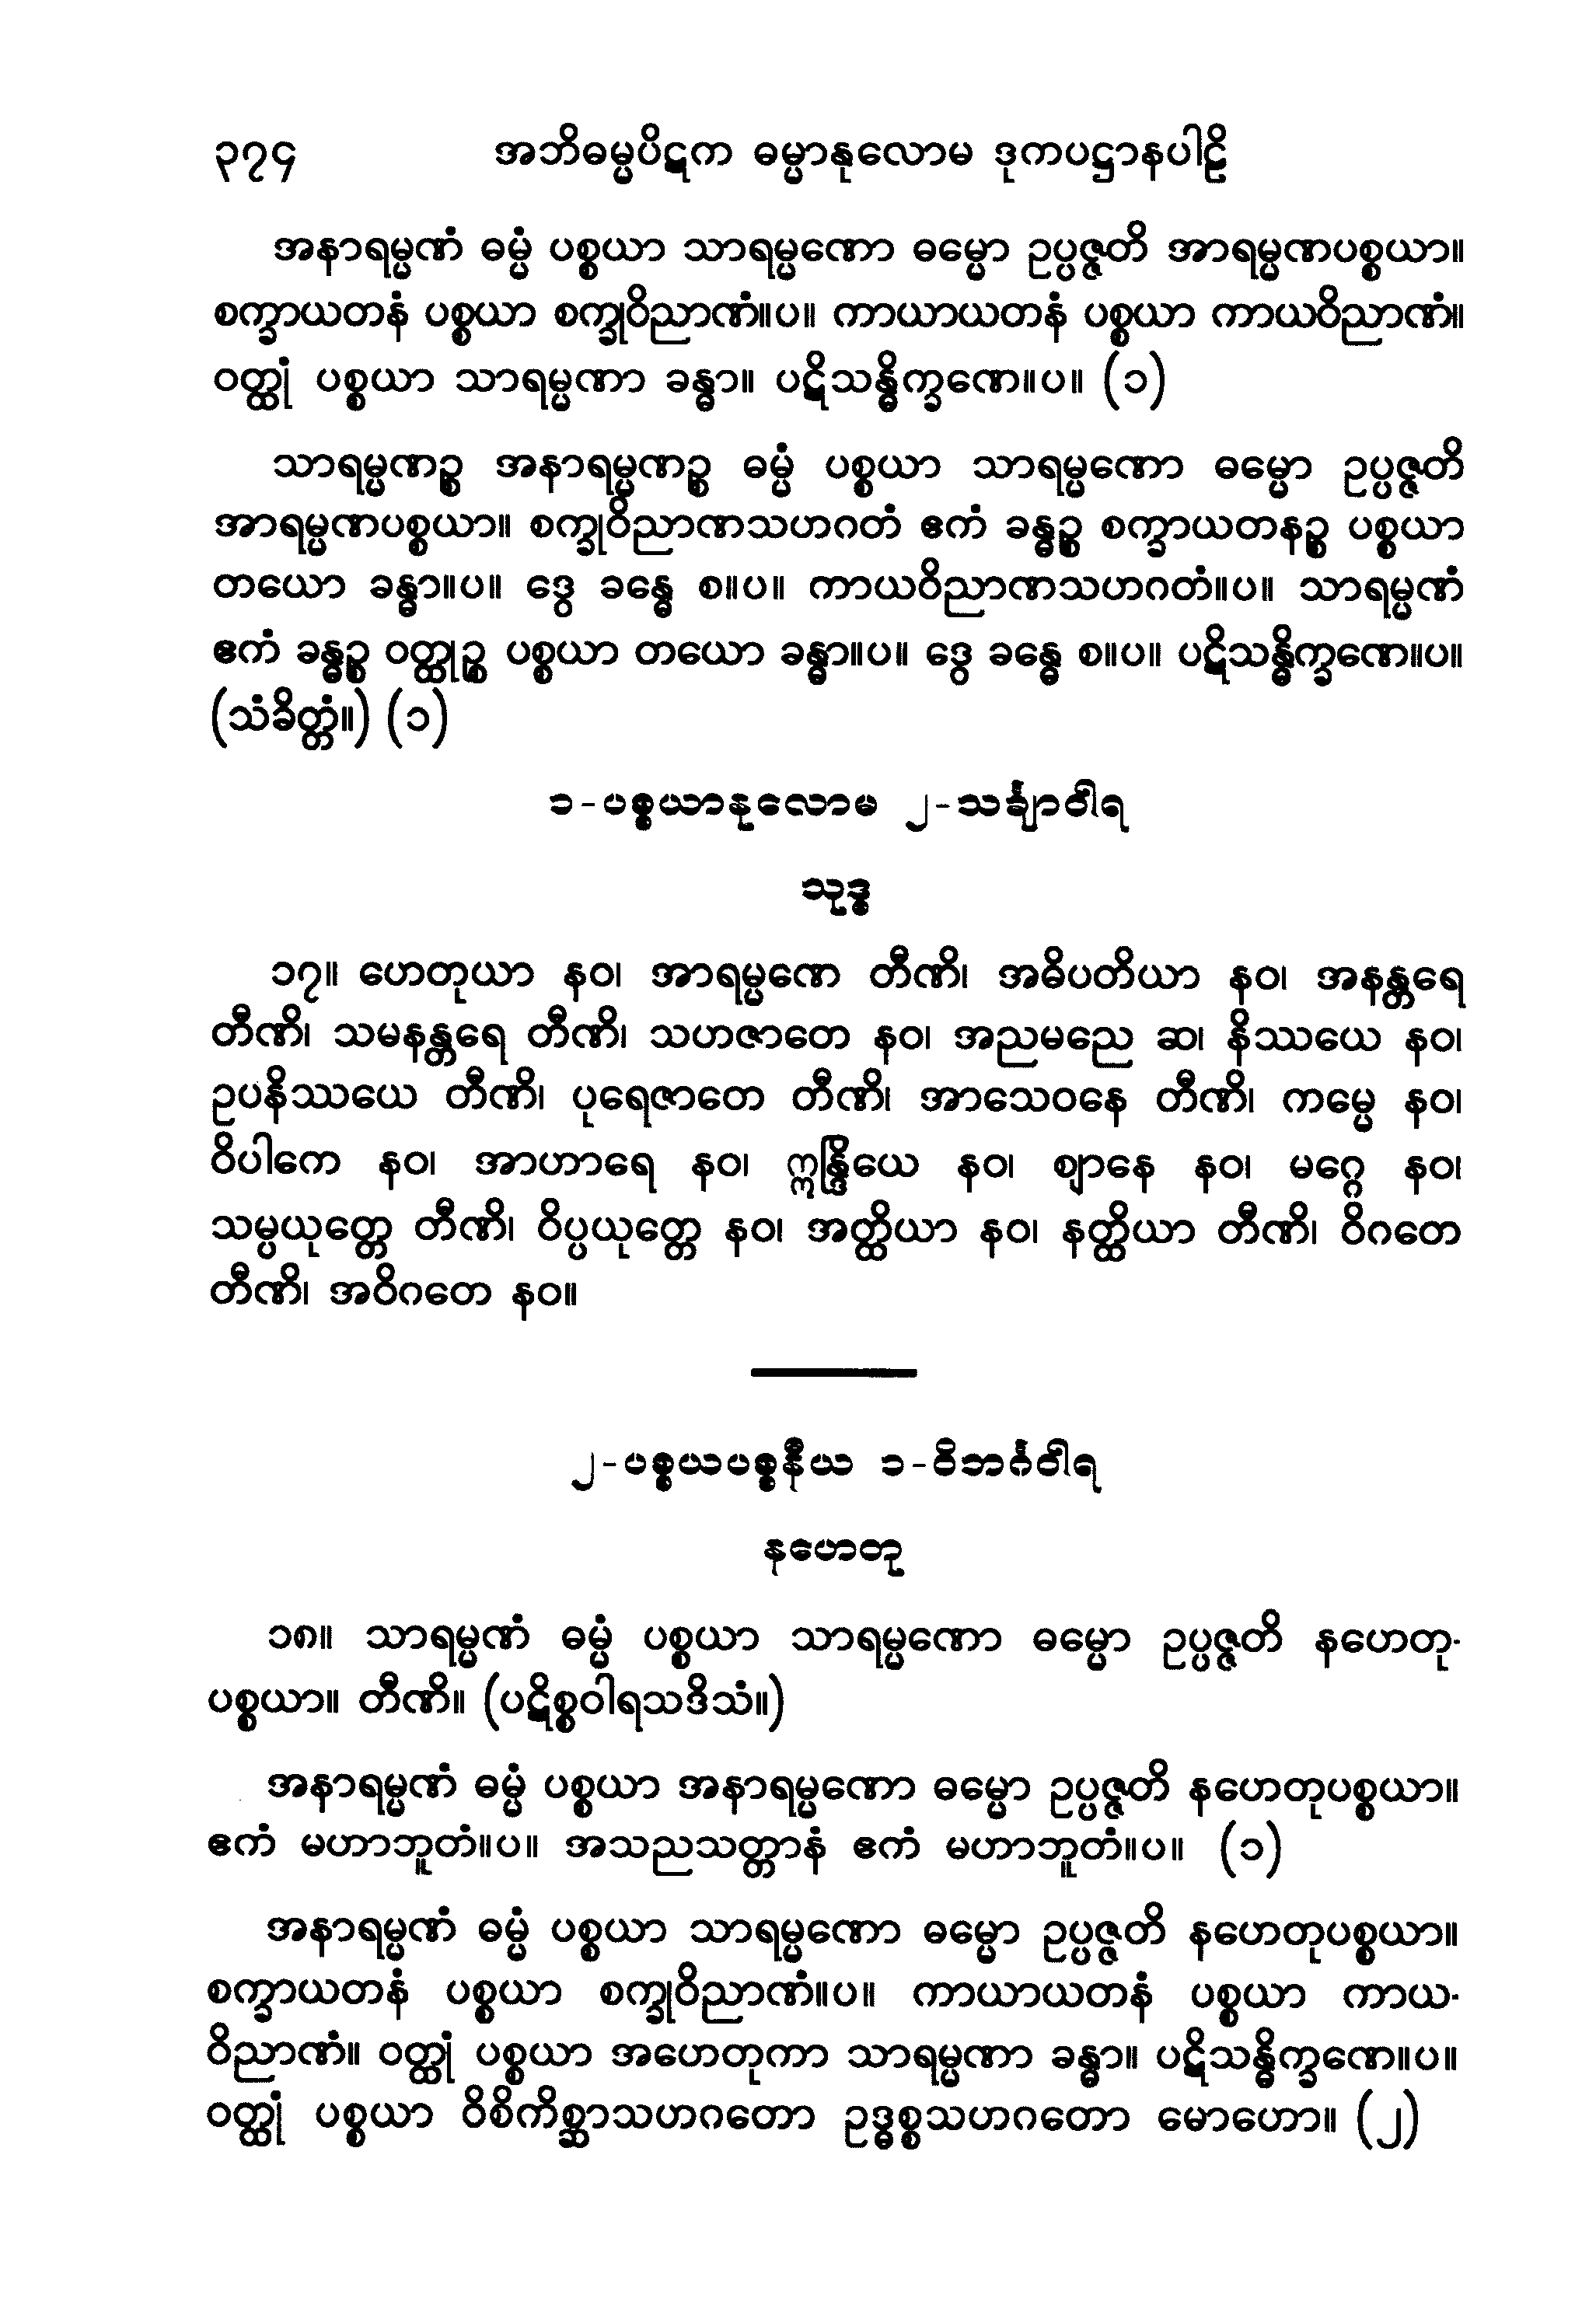 ၃၇၄ အဘိဓမ္မပိဋက ဓမ္မာနုလောမ ဒုကပဋ္ဌာနပါဠိ
အနာရမ္မဏံ ဓမ္မံ ပစ္စယာ သာရမ္မဏော ဓမ္မော ဥပ္ပဇ္ဇတိ အာရမ္မဏပစ္စယာ။
စက္ခာယတနံ ပစ္စယာ စက္ခုဝိညာဏံ။ပ။ ကာယာယတနံ ပစ္စယာ ကာယဝိညာဏံ။
ဝတ္ထုံ ပစ္စယာ သာရမ္မဏာ ခန္ဓာ။ ပဋိသန္ဓိက္ခဏေ။ပ။ (၁)
သာရမ္မဏဉ္စ အနာရမ္မဏဉ္စ ဓမ္မံ ပစ္စယာ သာရမ္မဏော ဓမ္မော ဥပ္ပဇ္ဇတိ
အာရမ္မဏပစ္စယာ။ စက္ခုဝိညာဏသဟဂတံ ဧကံ ခန္ဓဉ္စ စက္ခာယတနဉ္စ ပစ္စယာ
တယော ခန္ဓာ။ပ။ ဒွေ ခန္ဓေ စ။ပ။ ကာယဝိညာဏသဟဂတံ။ပ။ သာရမ္မဏံ
ဧကံ ခန္ဓဉ္စ ဝတ္ထုဉ္စ ပစ္စယာ တယော ခန္ဓာ။ပ။ ဒွေ ခန္ဓေ စ။ပ။ ပဋိသန္ဓိက္ခဏေ။ပ။
(သံခိတ္တံ။) (၁)
၁-ပစ္စယာနုလောမ ၂-သင်္ချာဝါရ
သုဒ္ဓ
၁၇။ ဟေတုယာ နဝ၊ အာရမ္မဏေ တီဏိ၊ အဓိပတိယာ နဝ၊ အနန္တရေ
တီဏိ၊ သမနန္တရေ တီဏိ၊ သဟဇာတေ နဝ၊ အညမညေ ဆ၊ နိဿယေ နဝ၊
ဥပနိဿယေ တီဏိ၊ ပုရေဇာတေ တီဏိ၊ အာသေဝနေ တီဏိ၊ ကမ္မေ နဝ၊
ဝိပါကေ နဝ၊ အာဟာရေ နဝ၊ ဣန္ဒြိယေ နဝ၊ ဈာနေ နဝ၊ မဂ္ဂေ နဝ၊
သမ္ပယုတ္တေ တီဏိ၊ ဝိပ္ပယုတ္တေ နဝ၊ အတ္ထိယာ နဝ၊ နတ္ထိယာ တီဏိ၊ ဝိဂတေ
တီဏိ၊ အဝိဂတေ နဝ။
၂-ပစ္စယပစ္စနီယ ၁-ဝိဘင်္ဂဝါရ
နဟေတု
၁၈။ သာရမ္မဏံ ဓမ္မံ ပစ္စယာ သာရမ္မဏော ဓမ္မော ဥပ္ပဇ္ဇတိ နဟေတု-
ပစ္စယာ။ တီဏိ။ (ပဋိစ္စဝါရသဒိသံ။)
အနာရမ္မဏံ ဓမ္မံ ပစ္စယာ အနာရမ္မဏော ဓမ္မော ဥပ္ပဇ္ဇတိ နဟေတုပစ္စယာ။
ဧကံ မဟာဘူတံ။ပ။ အသညသတ္တာနံ ဧကံ မဟာဘူတံ။ပ။ (၁)
အနာရမ္မဏံ ဓမ္မံ ပစ္စယာ သာရမ္မဏော ဓမ္မော ဥပ္ပဇ္ဇတိ နဟေတုပစ္စယာ။
စက္ခာယတနံ ပစ္စယာ စက္ခုဝိညာဏံ။ပ။ ကာယာယတနံ ပစ္စယာ ကာယ-
ဝိညာဏံ။ ဝတ္ထုံ ပစ္စယာ အဟေတုကာ သာရမ္မဏာ ခန္ဓာ။ ပဋိသန္ဓိက္ခဏေ။ပ။
ဝတ္ထုံ ပစ္စယာ ဝိစိကိစ္ဆာသဟဂတော ဥဒ္ဓစ္စသဟဂတော မောဟော။ (၂)